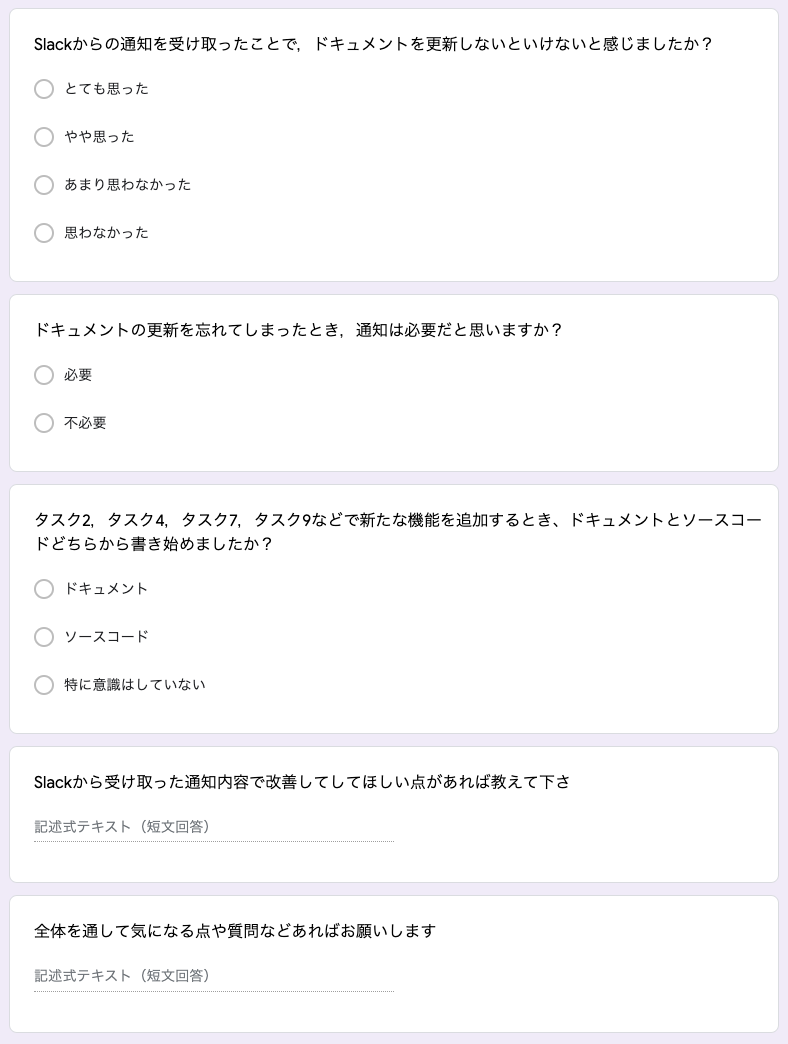 Slackからの通知を受け取ったことで，ドキュメントを更新しないといけないと感じましたか？
とても思った
やや思った
あまり思わなかった
思わなかった
ドキュメントの更新を忘れてしまったとき，通知は必要だと思いますか？
必要
不必要
タスク2，タスク4，タスク7，タスク9などで新たな機能を追加するとき、ドキュメントとソースコー
ドどちらから書き始めましたか？
ドキュメント
ソースコード
特に意識はしていない
Slackから受け取った通知内容で改善してしてほしい点があれば教えて下さ
記述式テキスト（短文回答）
全体を通して気になる点や質問などあればお願いします
記述式テキスト（短文回答）